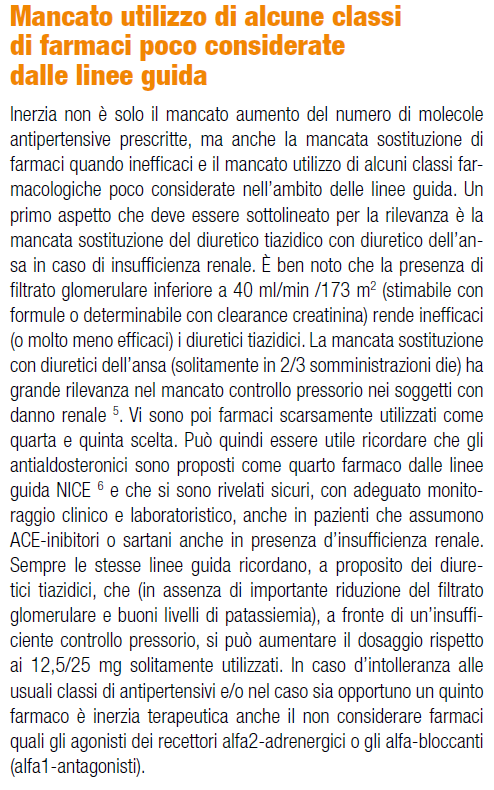 Mancato utilizzo di alcune classi
di farmaci poco considerate
dalle linee guida
Inerzia non è solo il mancato aumento del numero di molecole
antipertensive prescritte, ma anche la mancata sostituzione di
farmaci quando inefficaci e il mancato utilizzo di alcuni classi far-
macologiche poco considerate nell'ambito delle linee guida. Un
primo aspetto che deve essere sottolineato per la rilevanza è la
mancata sostituzione del diuretico tiazidico con diuretico dell'an-
sa in caso di insufficienza renale. È ben noto che la presenza di
filtrato glomerulare inferiore a 40 ml/min /173 m² (stimabile con
formule o determinabile con clearance creatinina) rende inefficaci
(o molto meno efficaci) i diuretici tiazidici. La mancata sostituzione
con diuretici dell'ansa (solitamente in 2/3 somministrazioni die) ha
grande rilevanza nel mancato controllo pressorio nei soggetti con
danno renale ⁵. Vi sono poi farmaci scarsamente utilizzati come
quarta e quinta scelta. Può quindi essere utile ricordare che gli
antialdosteronici sono proposti come quarto farmaco dalle linee
guida NICE ⁶ e che si sono rivelati sicuri, con adeguato monito-
raggio clinico e laboratoristico, anche in pazienti che assumono
ACE-inibitori o sartani anche in presenza d'insufficienza renale.
Sempre le stesse linee guida ricordano, a proposito dei diure-
tici tiazidici, che (in assenza di importante riduzione del filtrato
glomerulare e buoni livelli di patassiemia), a fronte di un'insuffi-
ciente controllo pressorio, si può aumentare il dosaggio rispetto
ai 12,5/25 mg solitamente utilizzati. In caso d'intolleranza alle
usuali classi di antipertensivi e/o nel caso sia opportuno un quinto
farmaco è inerzia terapeutica anche il non considerare farmaci
quali gli agonisti dei recettori alfa2-adrenergici o gli alfa-bloccanti
(alfa1-antagonisti).